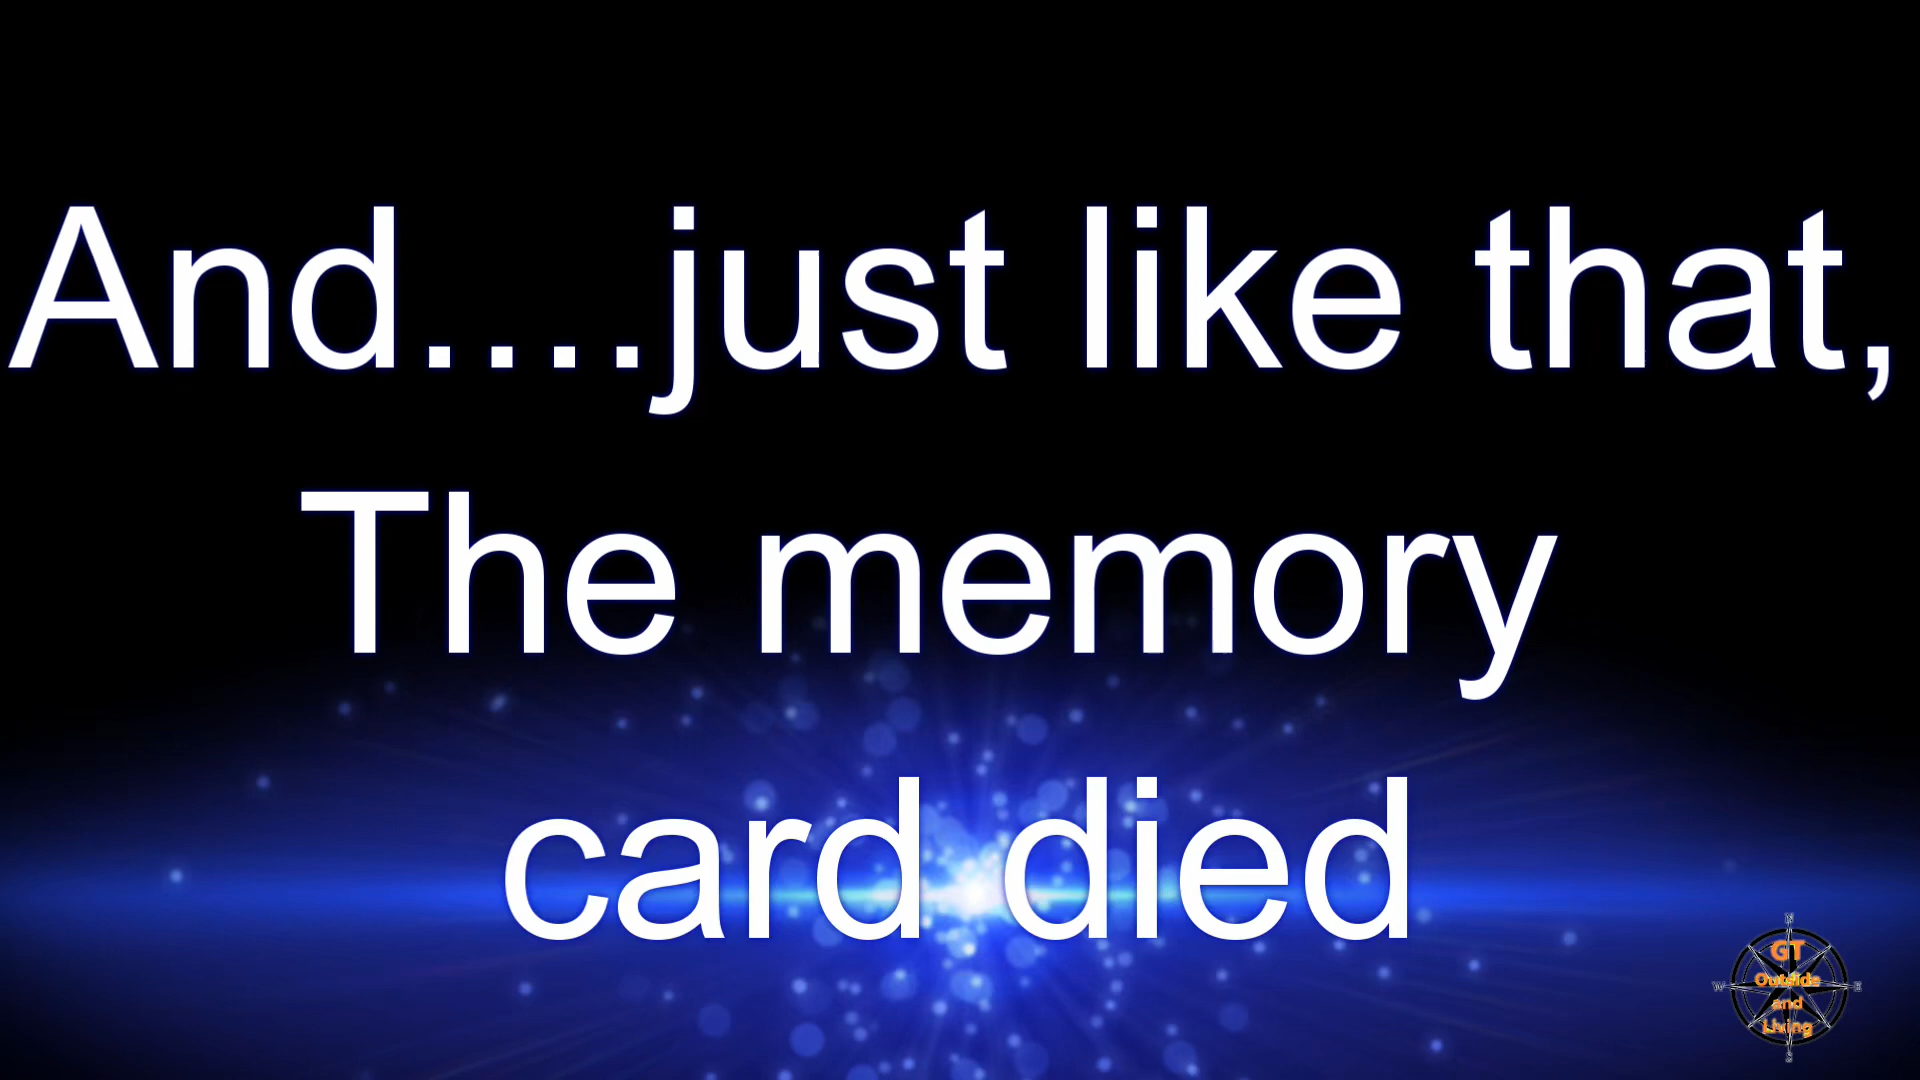 And....just like that,
The memory
card died
N
GT
W
Outside
E
and
Living
S